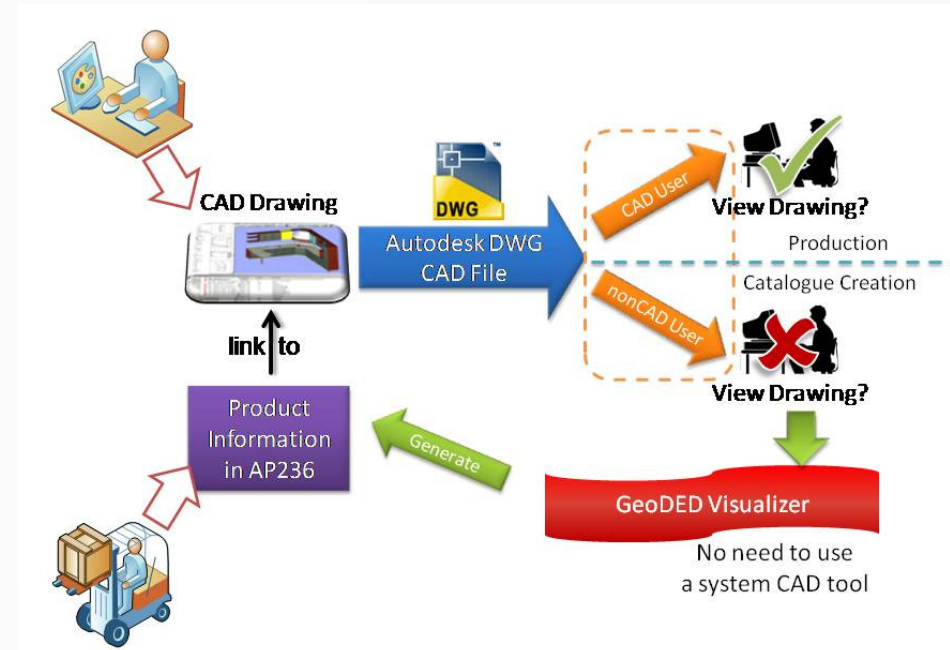 CAD Drawing
DWG
™
Autodesk DWG
CAD File
CAD User
nonCAD User
View Drawing?
Production
Catalogue Creation
View Drawing?
link to
Product
Information
in AP236
Generate
GeoDED Visualizer
No need to use
a system CAD tool